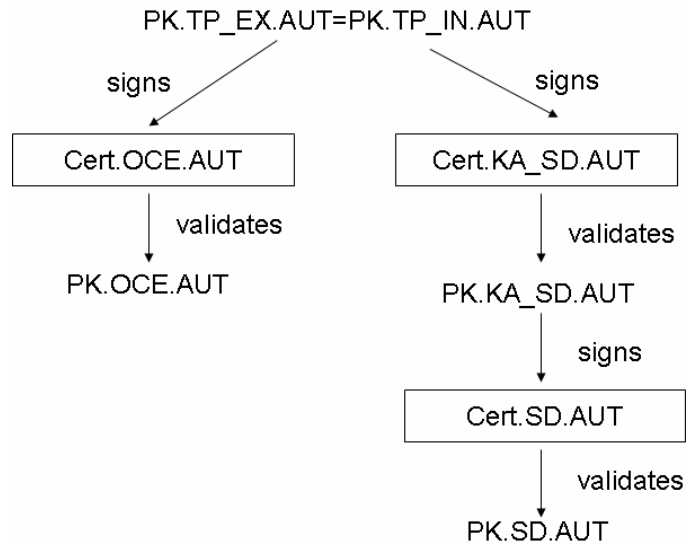 PK.TP_EX.AUT=PK.TP_IN.AUT
signs
signs
Cert.OCE.AUT
Cert.KA_SD.AUT
validates
validates
PK.OCE.AUT
PK.KA_SD.AUT
signs
Cert.SD.AUT
validates
PK.SD.AUT